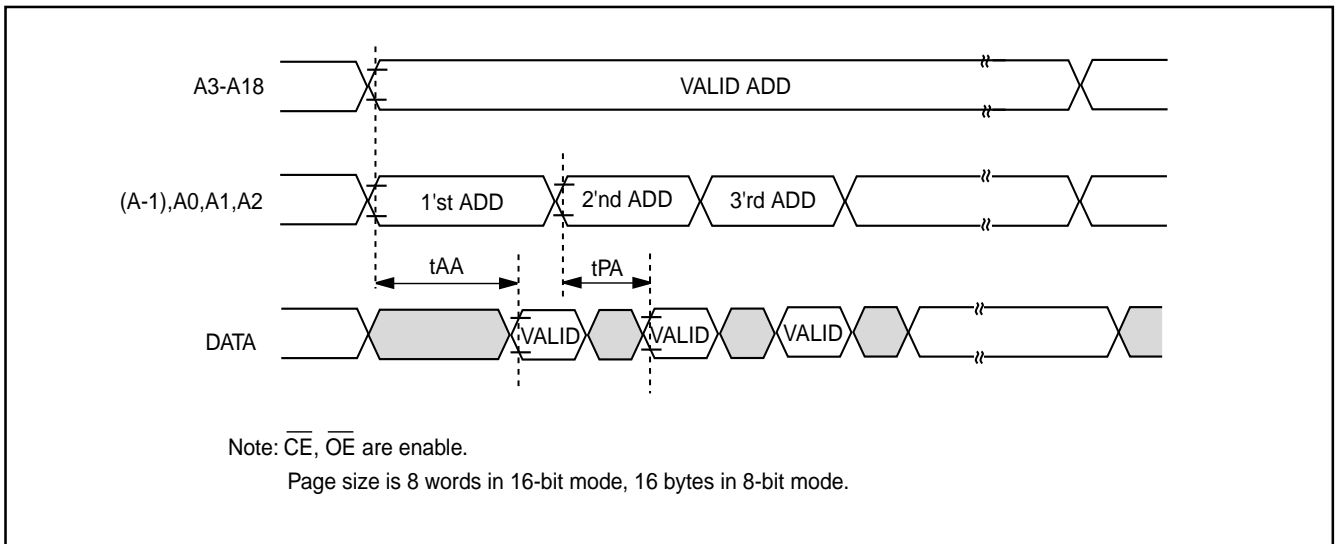 A3-A18
VALID ADD
(A-1),A0,A1,A2
1'st ADD
2'nd ADD
3'rd ADD
tAA
tPA
DATA
VALID
VALID
VALID
Note: CE, OE are enable.
Page size is 8 words in 16-bit mode, 16 bytes in 8-bit mode.